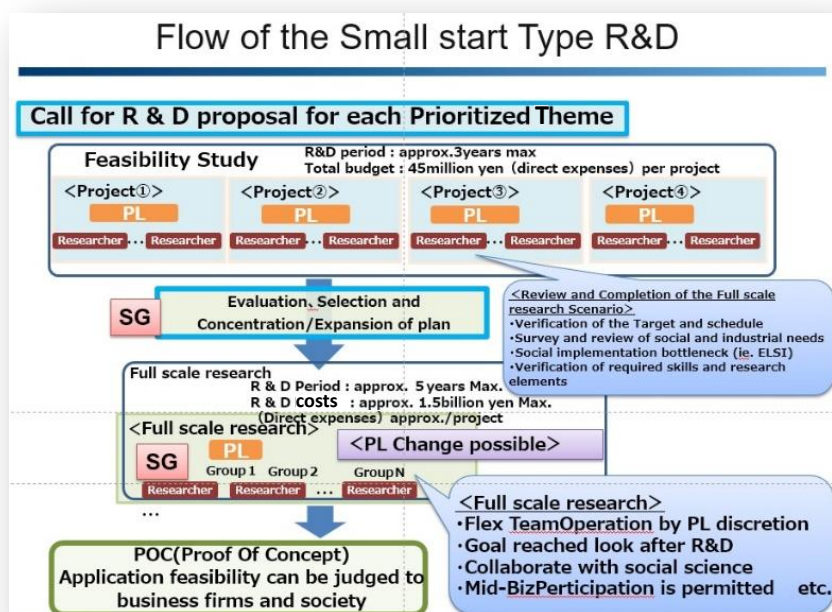 Flow of the Small start Type R&D
Call for R & D proposal for each Prioritized Theme
Feasibility Study
R&D period : approx.3years max
Total budget : 45million yen (direct expenses) per project
<Project①>
<Project②>
<Project③>
<Project④>
PL
PL
PL
PL
Researcher ... Researcher
Researcher ... Researcher
Researcher ... Researcher
Researcher ... Researcher
SG
Evaluation、Selection and
Concentration/Expansion of plan
<Review and Completion of the Full scale
research Scenario>
・Verification of the Target and schedule
・Survey and review of social and industrial needs
・Social implementation bottleneck (ie. ELSI)
・Verification of required skills and research
elements
Full scale research
R & D Period : approx. 5 years Max.
R & D costs : approx. 1.5billion yen Max.
(Direct expenses) approx./project
<Full scale research>
SG
PL
<PL Change possible>
Group 1 Group 2 Group N
Researcher Researcher ... Researcher
...
<Full scale research>
・Flex TeamOperation by PL discretion
・Goal reached look after R&D
・Collaborate with social science
・Mid-BizPerticipation is permitted etc.
POC(Proof Of Concept)
Application feasibility can be judged to
business firms and society